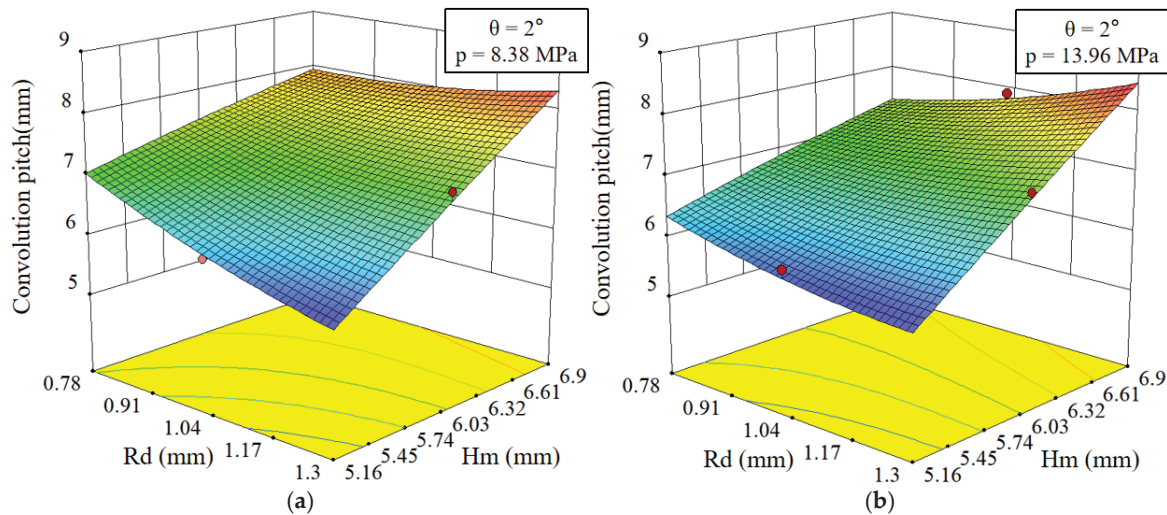 θ = 2°
p = 8.38 MPa
Convolution pitch(mm)
9
8
7
6
5
0.78
0.91
1.04
1.17
1.3
Rd (mm)
5.16
5.45
5.74
6.03
6.32
6.61
6.9
Hm (mm)
(a)
θ = 2°
p = 13.96 MPa
Convolution pitch(mm)
9
8
7
6
5
0.78
0.91
1.04
1.17
1.3
Rd (mm)
5.16
5.45
5.74
6.03
6.32
6.61
6.9
Hm (mm)
(b)